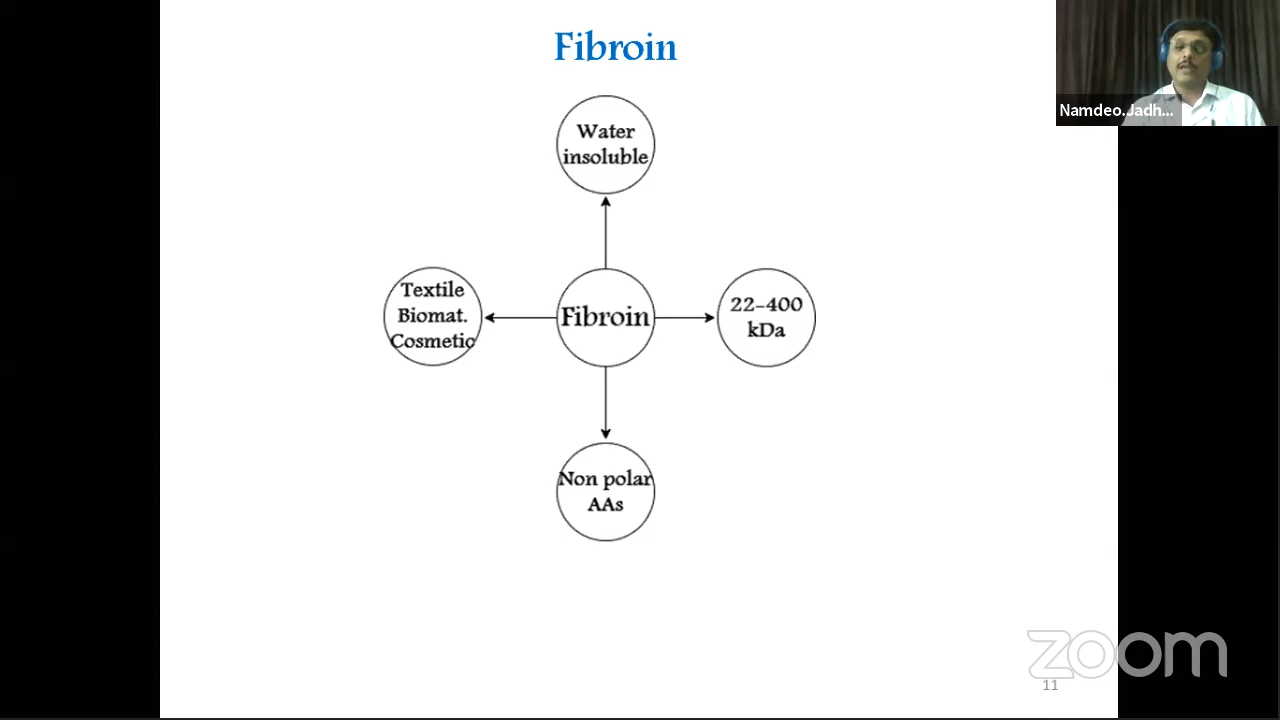 Fibroin
Namdeo.Jadh...
Water
insoluble
Textile
Biomat.
Cosmetic
Fibroin
22-400
kDa
Non polar
AAs
zoom
11